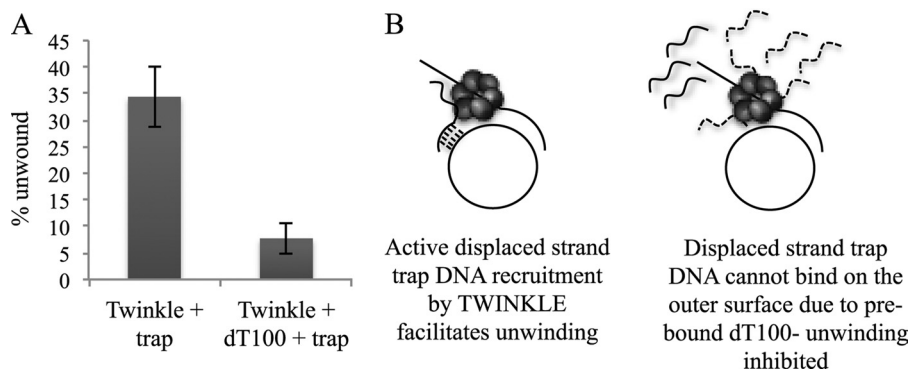 A
45
40
35
30
25
20
15
10
5
0
% unwound
Twinkle +
trap
Twinkle +
dT100 + trap
B
Active displaced strand
trap DNA recruitment
by TWINKLE
facilitates unwinding
Displaced strand trap
DNA cannot bind on the
outer surface due to pre-
bound dT100- unwinding
inhibited